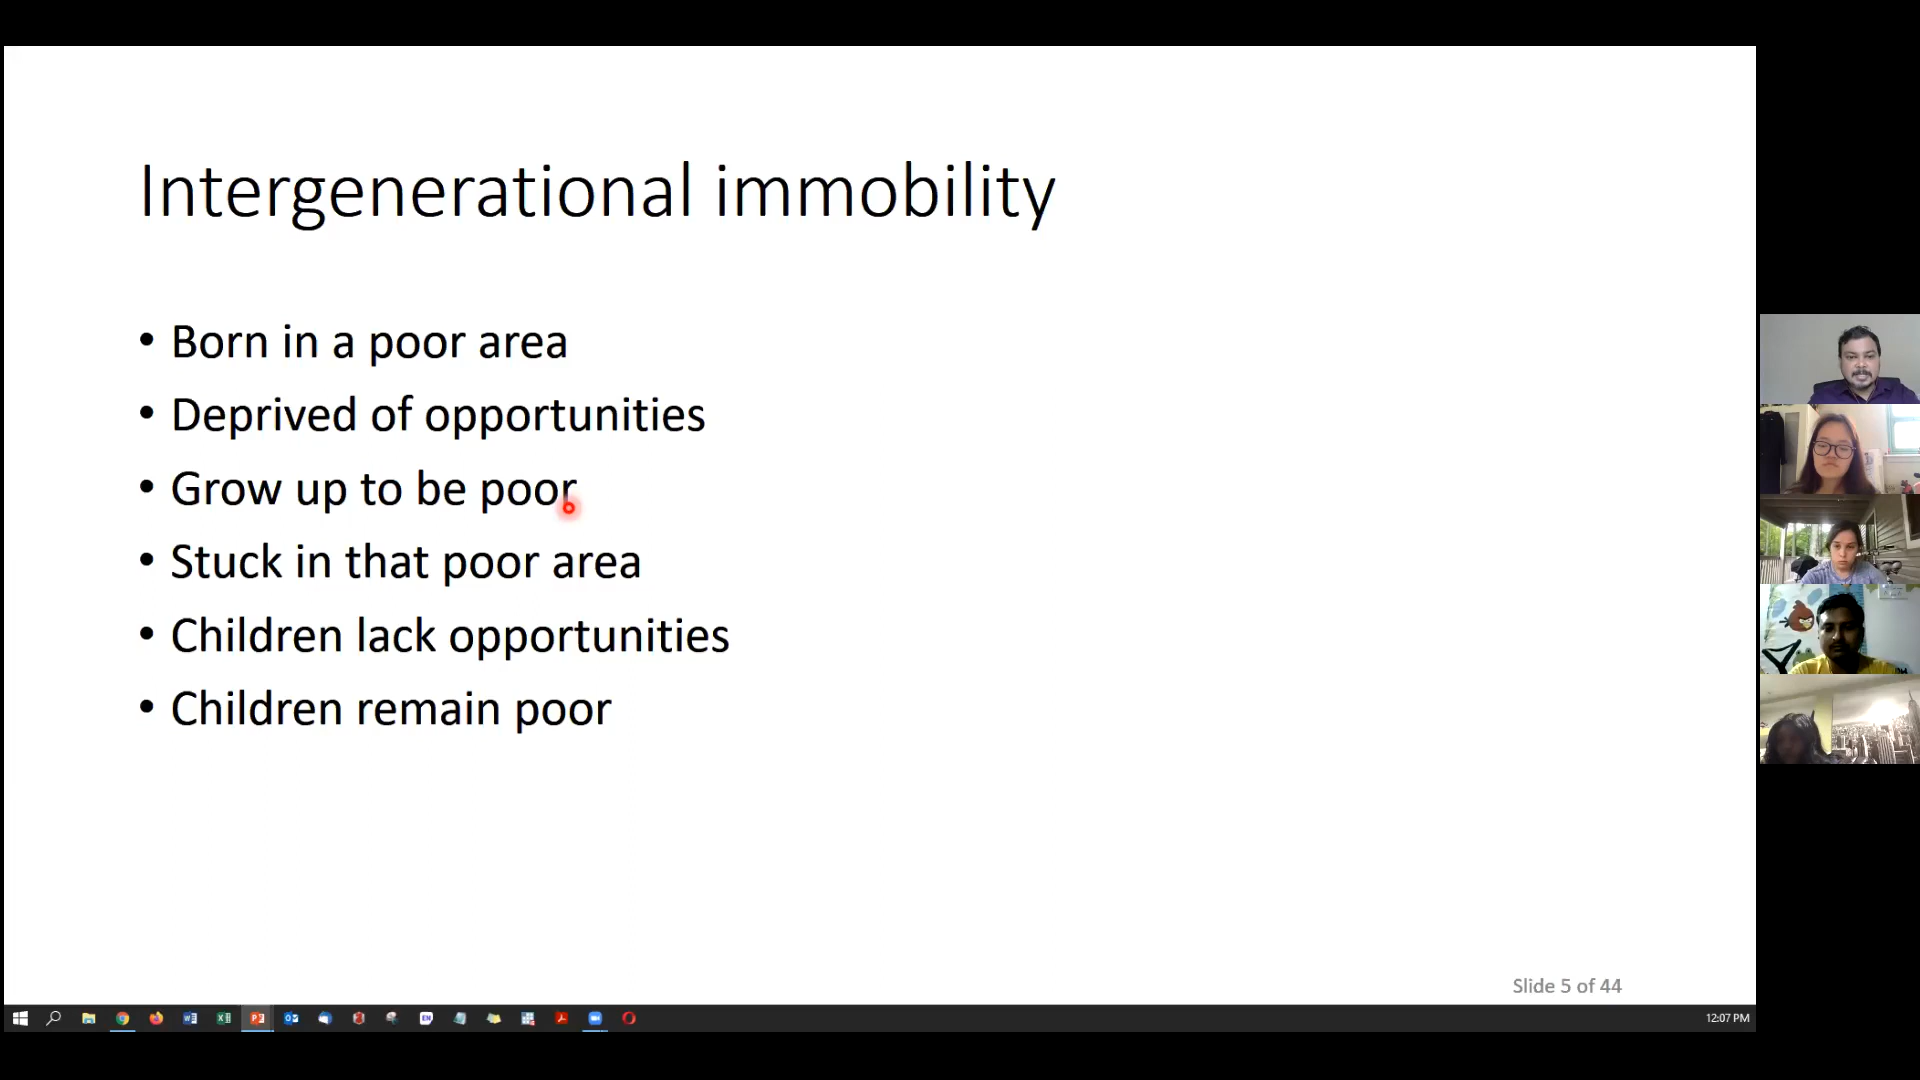 Intergenerational immobility
• Born in a poor area
• Deprived of opportunities
• Grow up to be poor
• Stuck in that poor area
• Children lack opportunities
• Children remain poor
Slide 5 of 44
12:07 PM